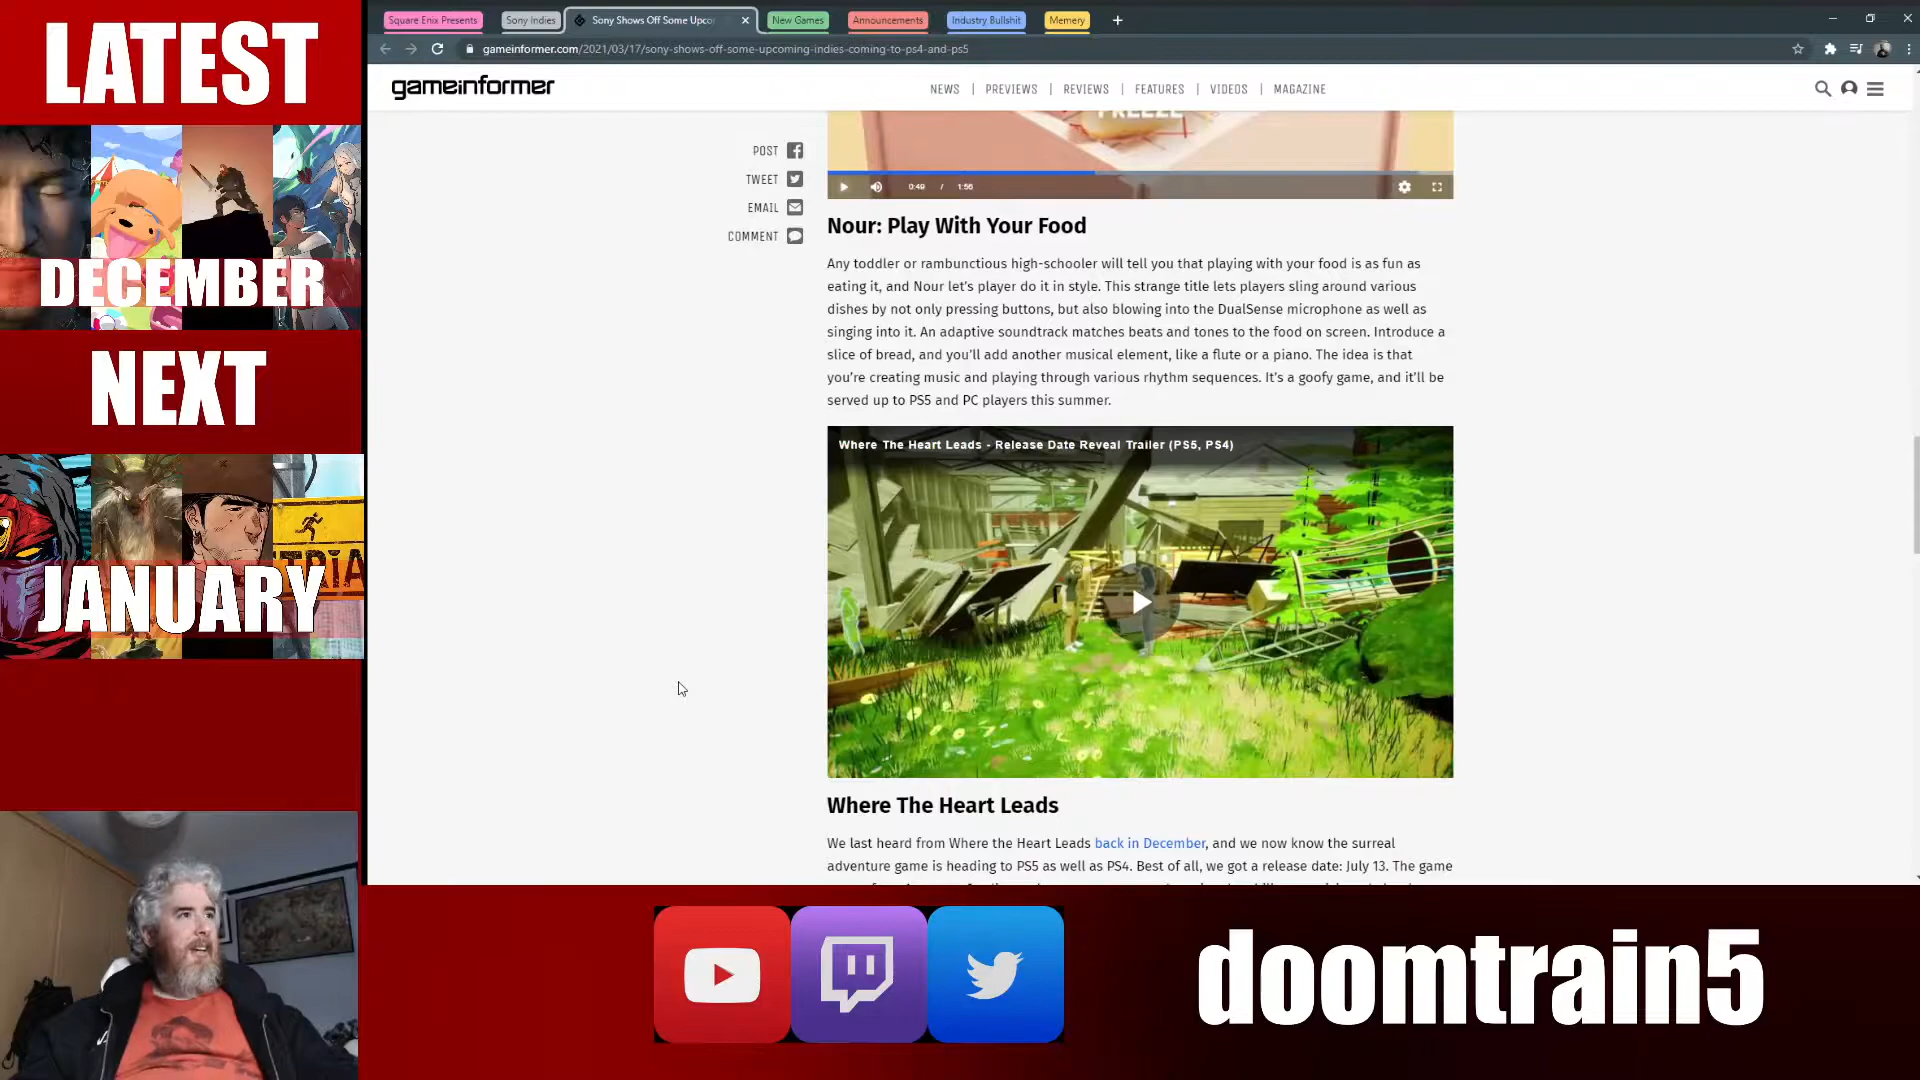 LATEST
DECEMBER
NEXT
JANUARY
Square Enix Presents
Sony Indies
Sony Shows Off Some Upco
New Games
Announcements
Industry Bullshit
Memery
gameinformer.com/2021/03/17/sony-shows-off-some-upcoming-indies-coming-to-ps4-and-ps5
gameinformer
NEWS | PREVIEWS | REVIEWS | FEATURES | VIDEOS | MAGAZINE
POST
TWEET
EMAIL
COMMENT
FREEZE
0:49 / 1:56
Nour: Play With Your Food
Any toddler or rambunctious high-schooler will tell you that playing with your food is as fun as
eating it, and Nour let's player do it in style. This strange title lets players sling around various
dishes by not only pressing buttons, but also blowing into the DualSense microphone as well as
singing into it. An adaptive soundtrack matches beats and tones to the food on screen. Introduce a
slice of bread, and you'll add another musical element, like a flute or a piano. The idea is that
you're creating music and playing through various rhythm sequences. It's a goofy game, and it'll be
served up to PS5 and PC players this summer.
Where The Heart Leads - Release Date Reveal Trailer (PS5, PS4)
Where The Heart Leads
We last heard from Where the Heart Leads back in December, and we now know the surreal
adventure game is heading to PS5 as well as PS4. Best of all, we got a release date: July 13. The game
doomtrain5